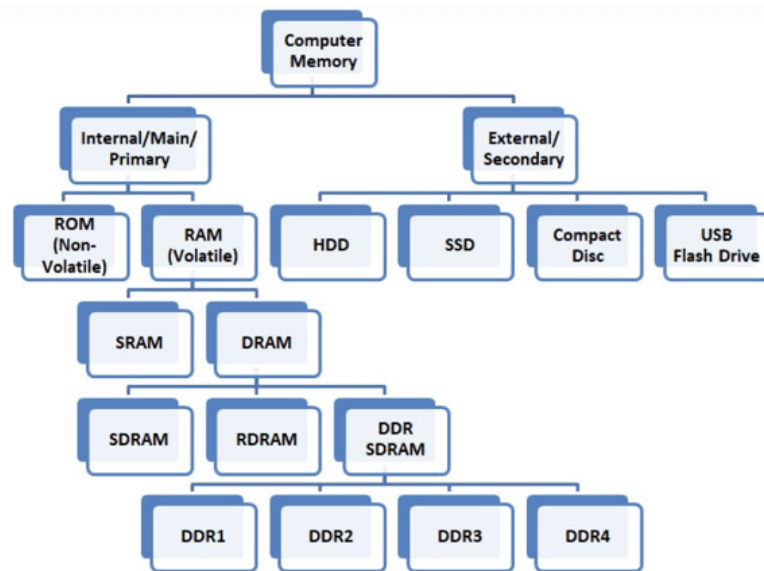 Computer
Memory
Internal/Main/
Primary
External/
Secondary
ROM
(Non-
Volatile)
RAM
(Volatile)
HDD
SSD
Compact
Disc
USB
Flash Drive
SRAM
DRAM
SDRAM
RDRAM
DDR
SDRAM
DDR1
DDR2
DDR3
DDR4